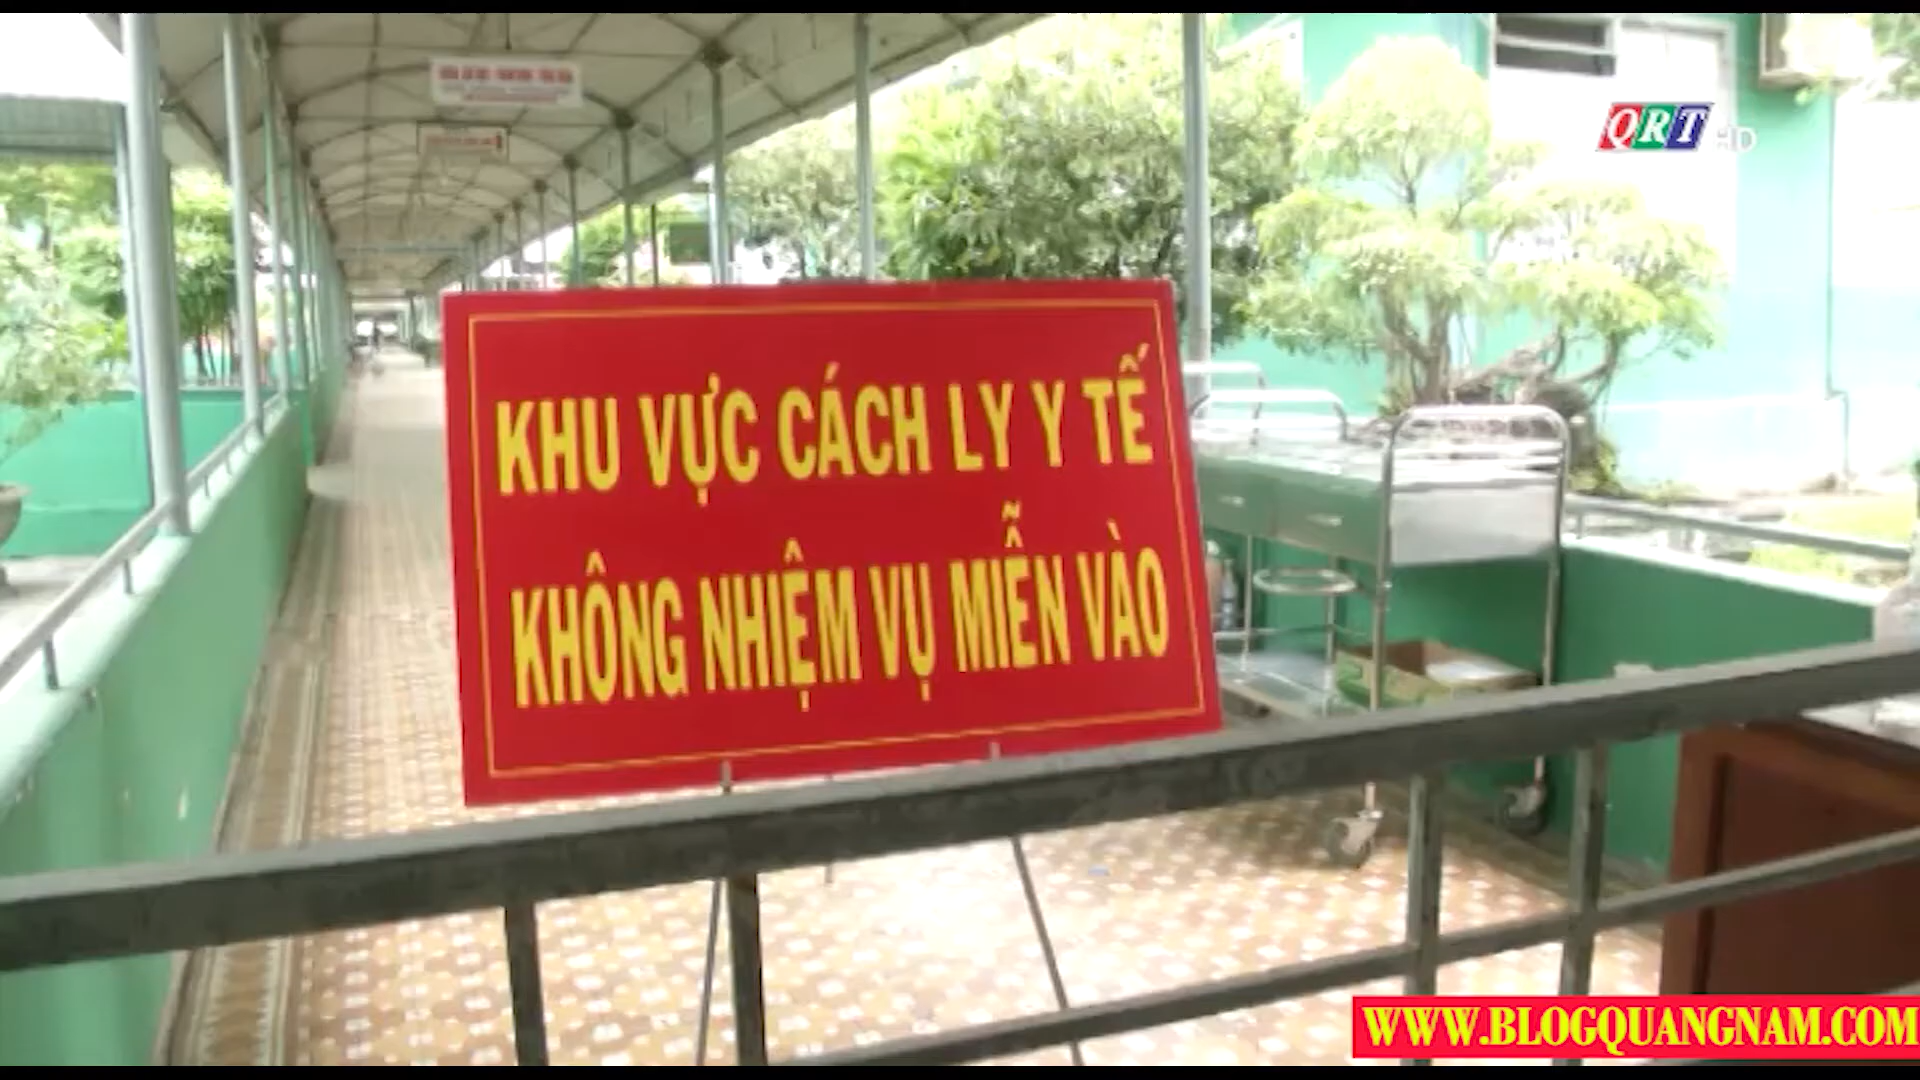 QRT HD
KHU VỰC CÁCH LY Y TẾ
KHÔNG NHIỆM VỤ MIỄN VÀO
WWW.BLOGQUANGNAM.COM